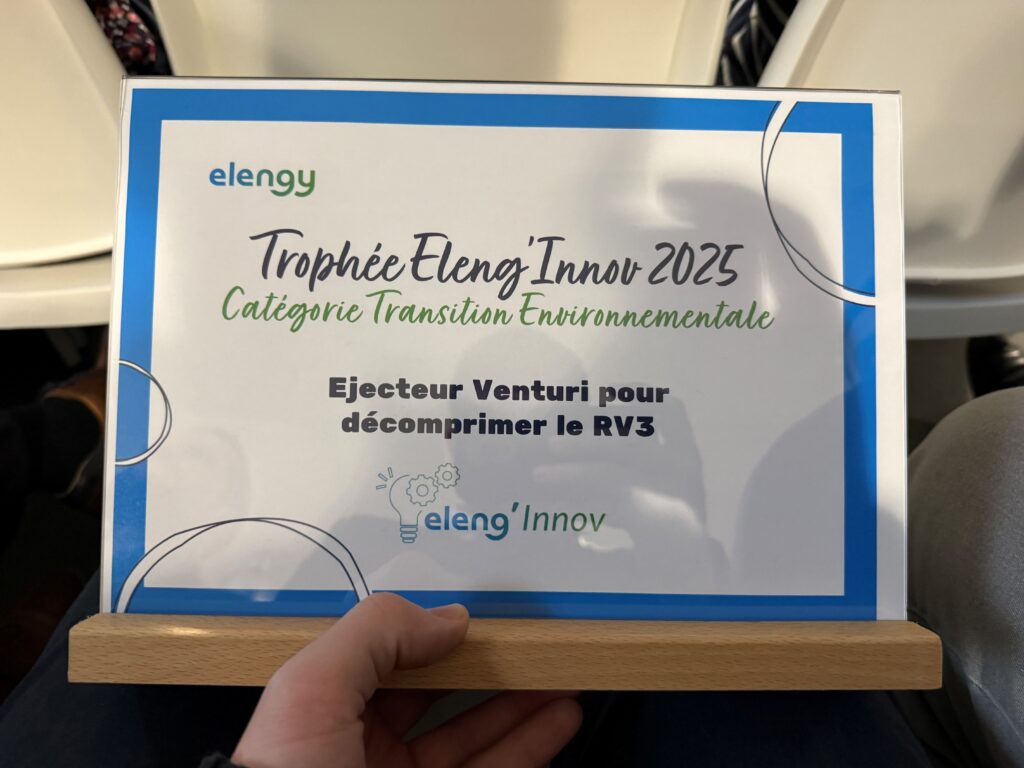 elengy
Trophée Eleng'Innov 2025
Catégorie Transition Environnementale
Ejecteur Venturi pour
décomprimer le RV3
eleng'Innov